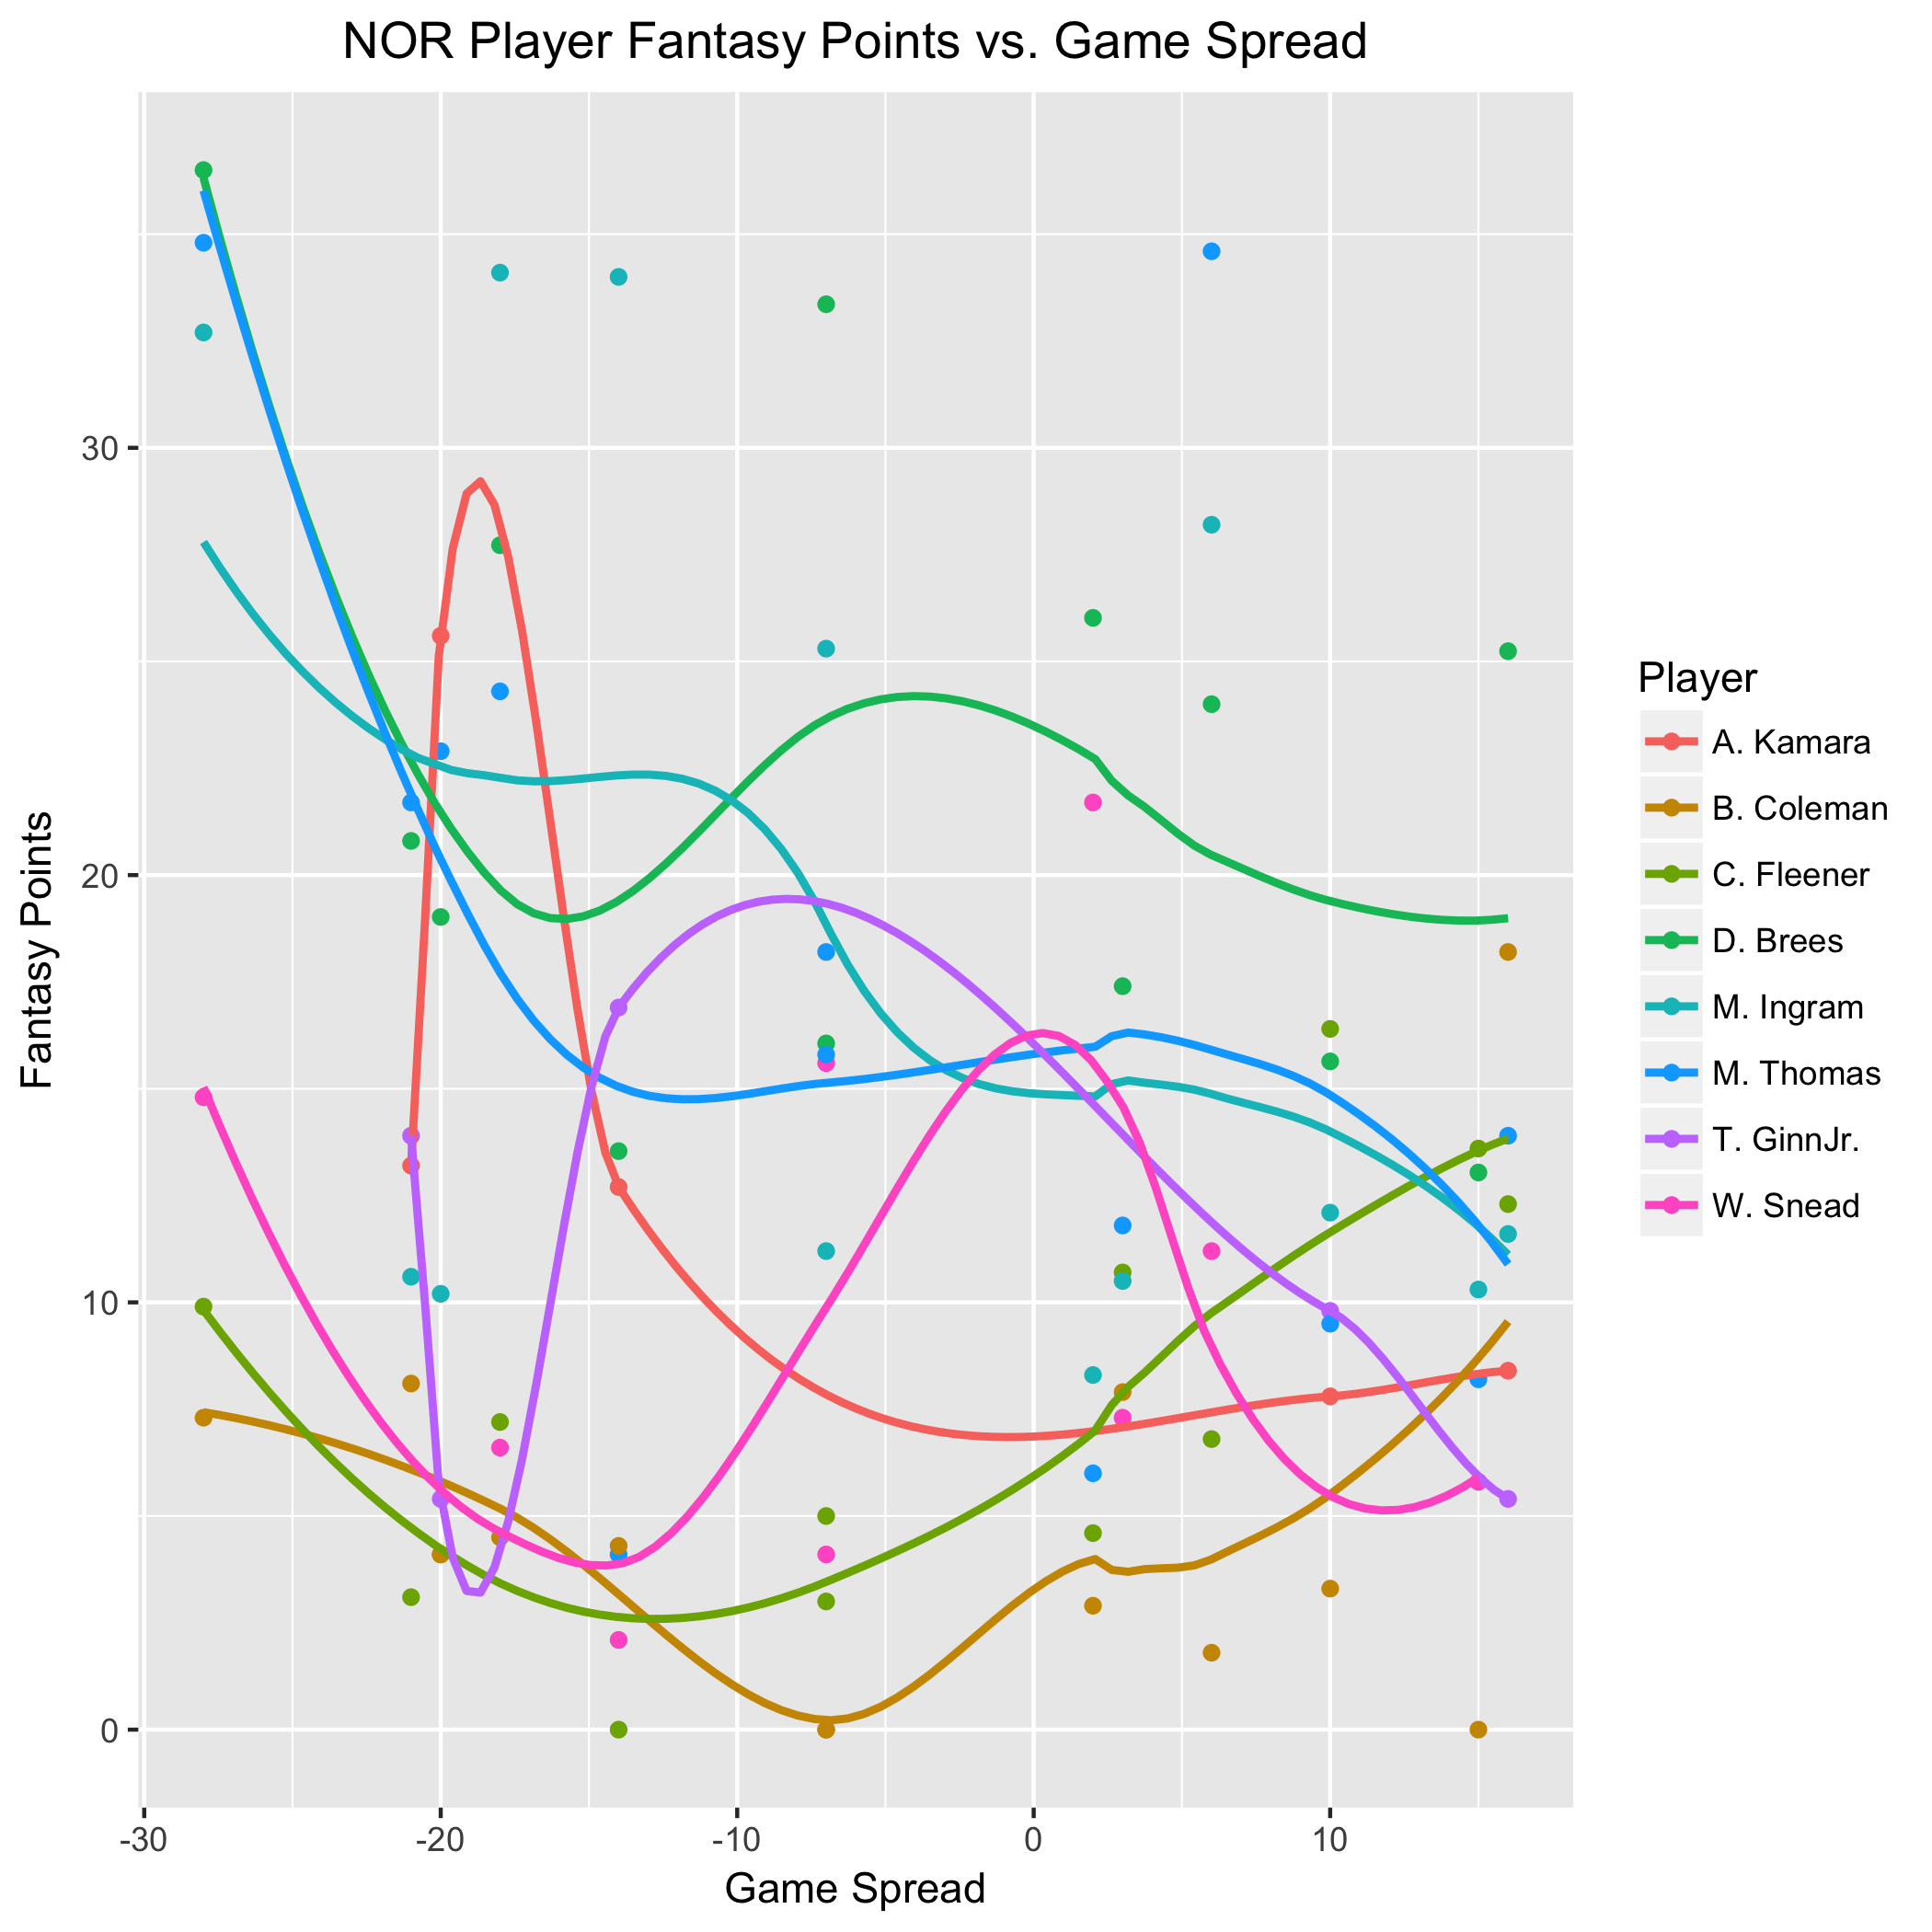 NOR Player Fantasy Points vs. Game Spread
Fantasy Points
30
20
10
0
-30
-20
-10
0
10
Game Spread
Player
A. Kamara
B. Coleman
C. Fleener
D. Brees
M. Ingram
M. Thomas
T. GinnJr.
W. Snead